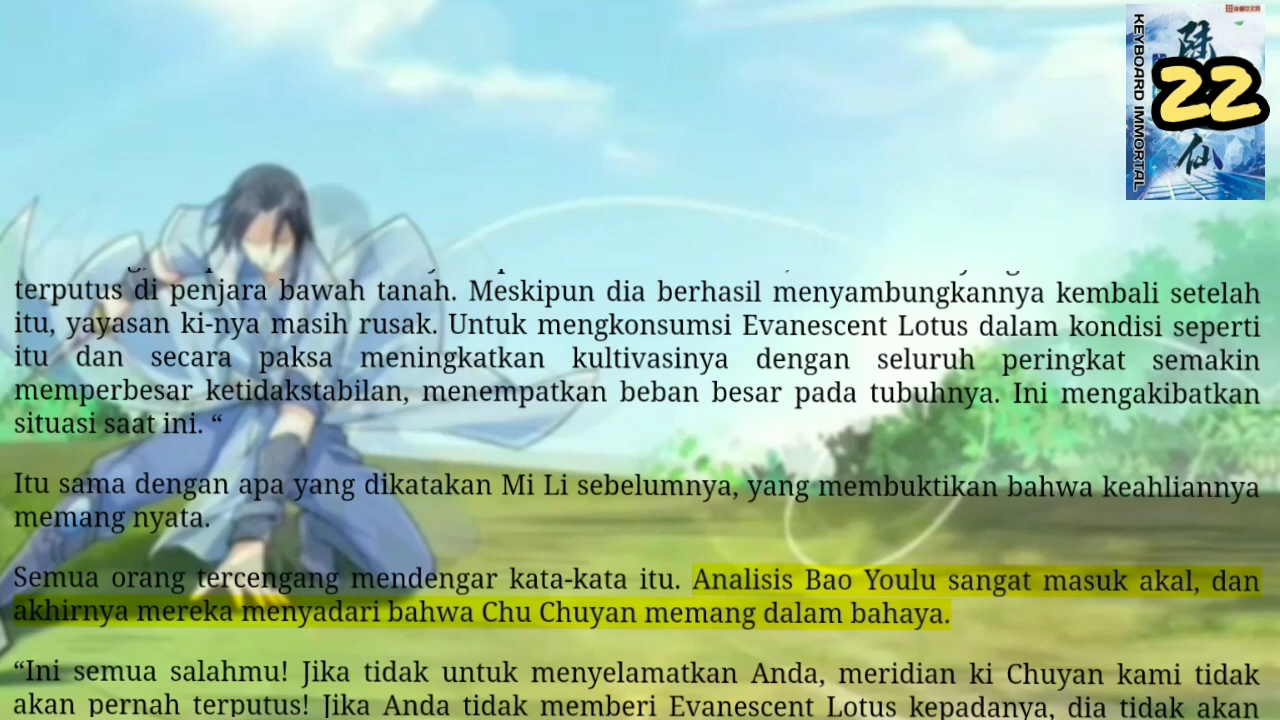 KEYBOARD IMMORTAL
22
仙
terputus di penjara bawah tanah. Meskipun dia berhasil menyambungkannya kembali setelah
itu, yayasan ki-nya masih rusak. Untuk mengkonsumsi Evanescent Lotus dalam kondisi seperti
itu dan secara paksa meningkatkan kultivasinya dengan seluruh peringkat semakin
memperbesar ketidakstabilan, menempatkan beban besar pada tubuhnya. Ini mengakibatkan
situasi saat ini. “
Itu sama dengan apa yang dikatakan Mi Li sebelumnya, yang membuktikan bahwa keahliannya
memang nyata.
Semua orang tercengang mendengar kata-kata itu. Analisis Bao Youlu sangat masuk akal, dan
akhirnya mereka menyadari bahwa Chu Chuyan memang dalam bahaya.
“Ini semua salahmu! Jika tidak untuk menyelamatkan Anda, meridian ki Chuyan kami tidak
akan pernah terputus! Jika Anda tidak memberi Evanescent Lotus kepadanya, dia tidak akan